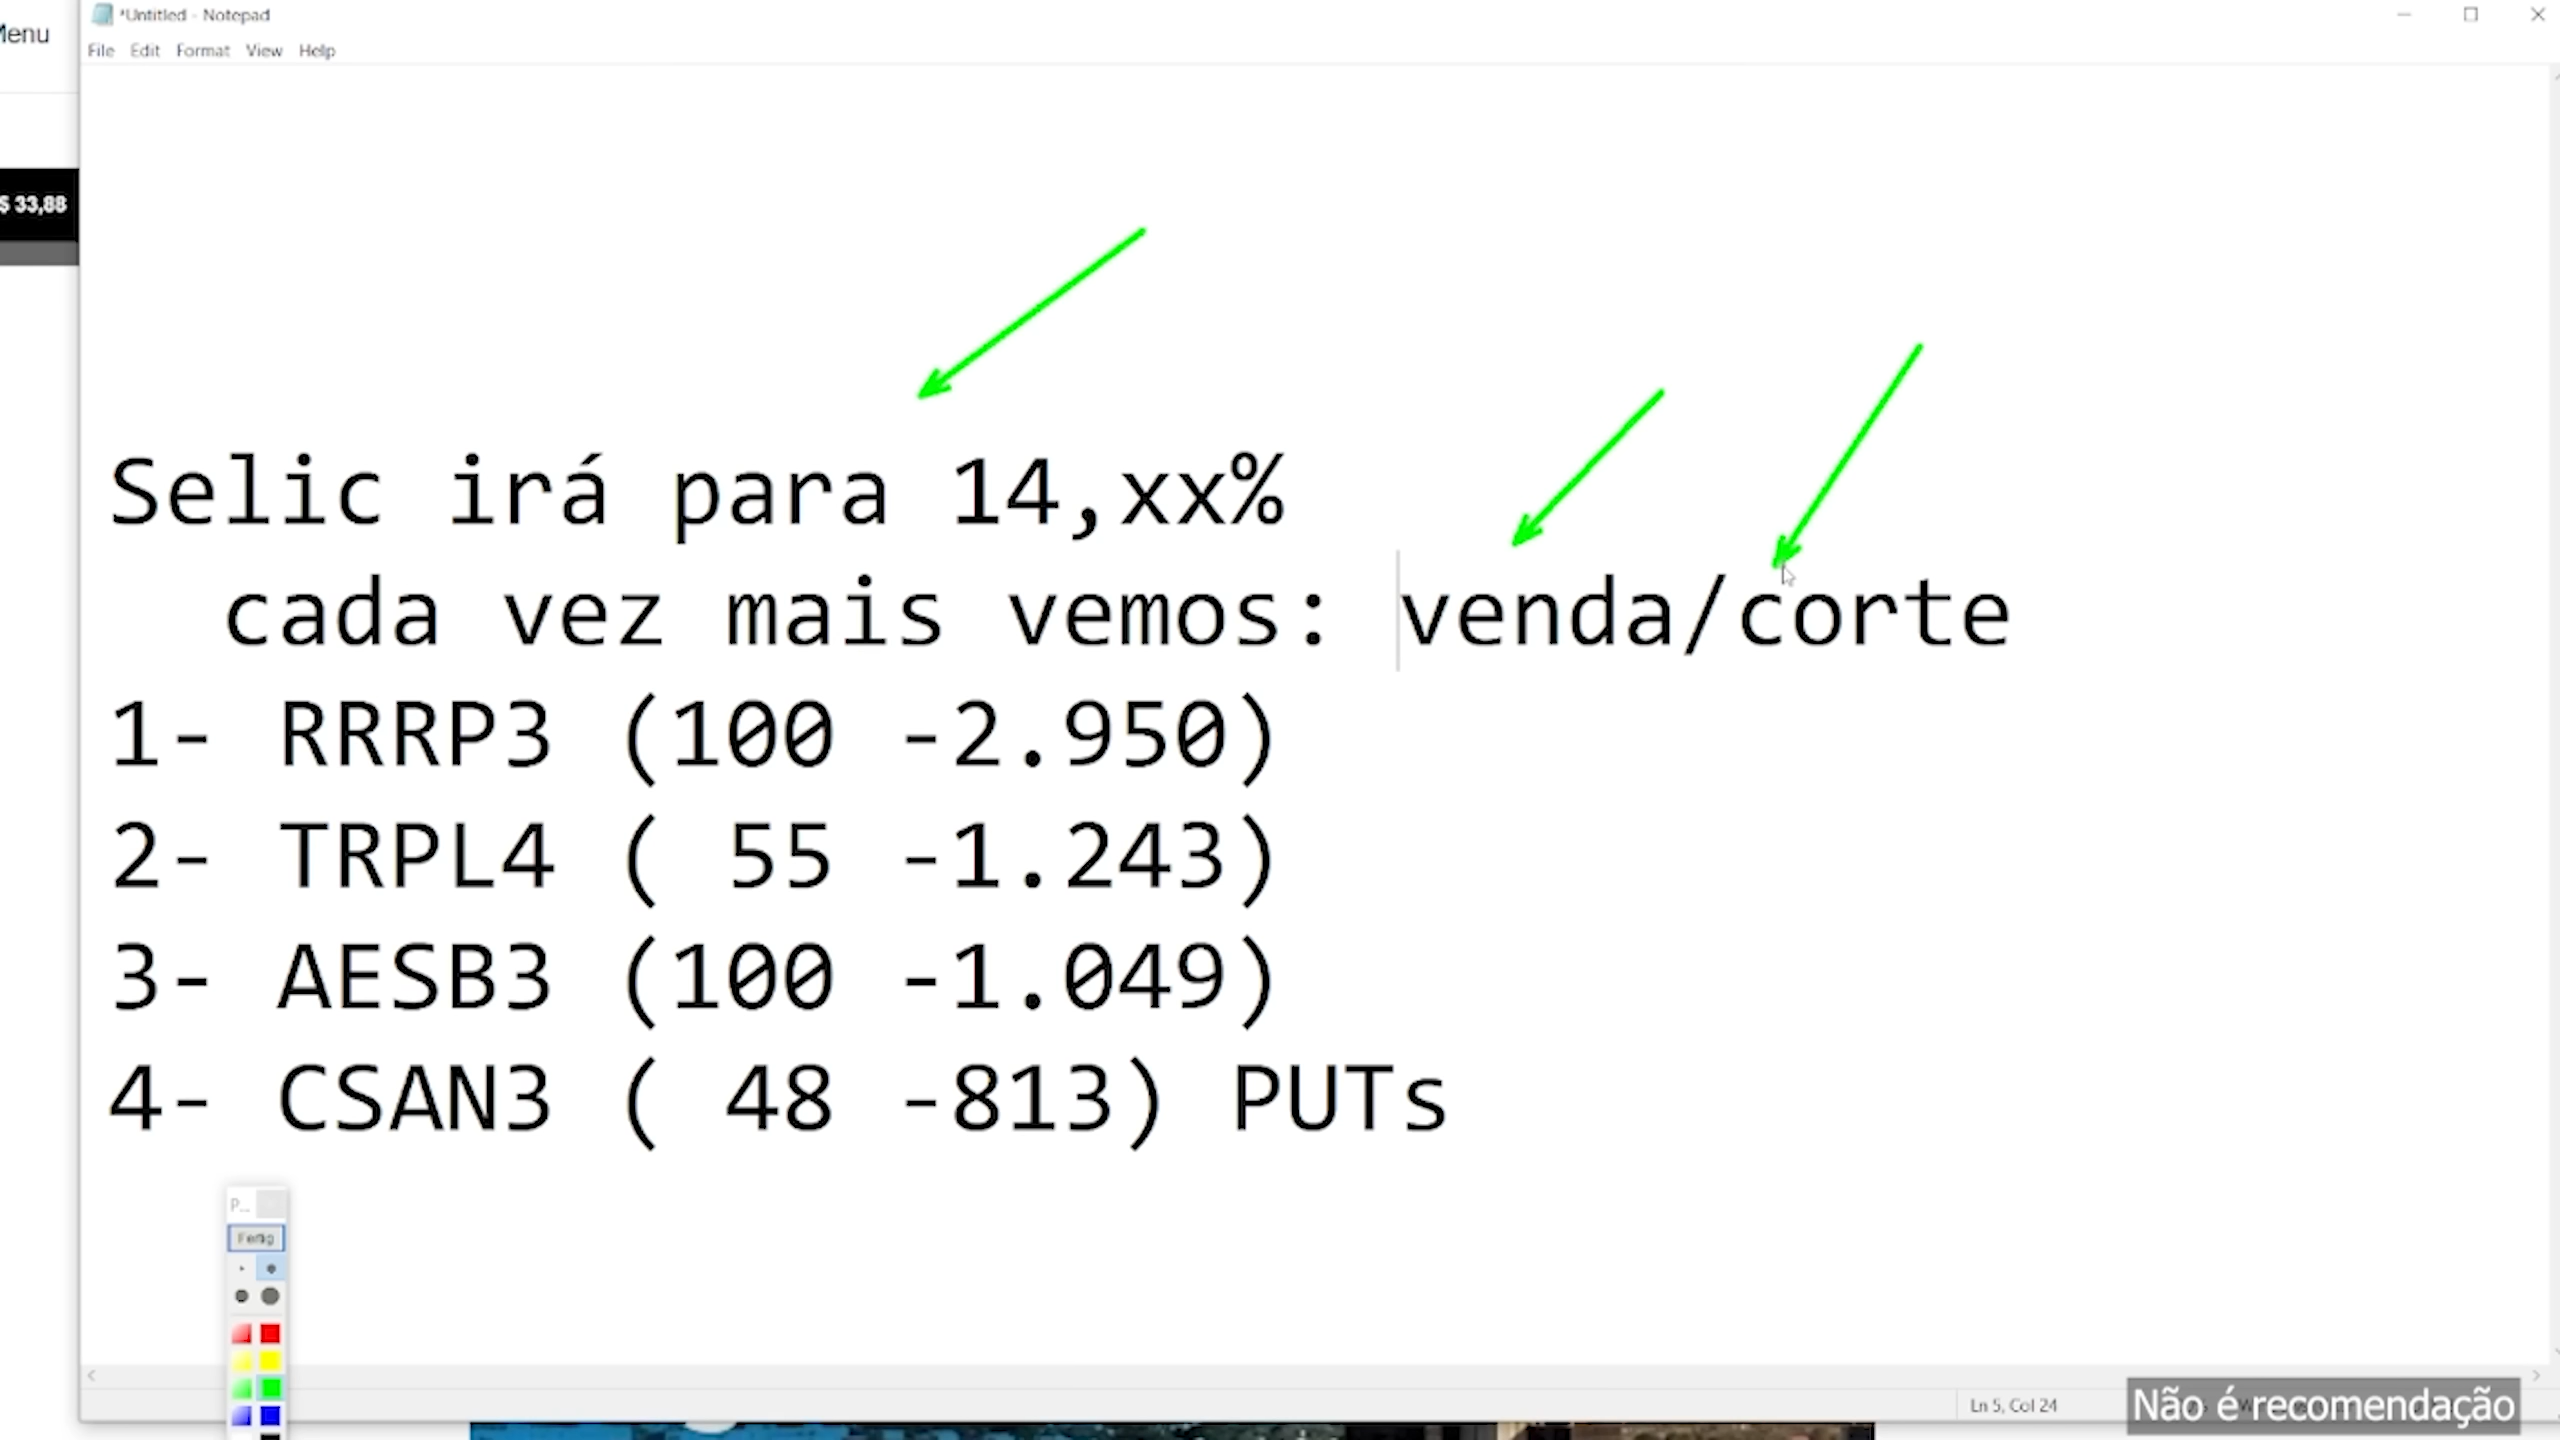 Menu
*Untitled - Notepad
File Edit Format View Help
$ 33,88
Selic irá para 14,xx%
cada vez mais vemos: venda/corte
1- RRRP3 (100 -2.950)
2- TRPL4 ( 55 -1.243)
3- AESB3 (100 -1.049)
4- CSAN3 ( 48 -813) PUTs
P...
Fertig
Ln 5, Col 24
Não é recomendação